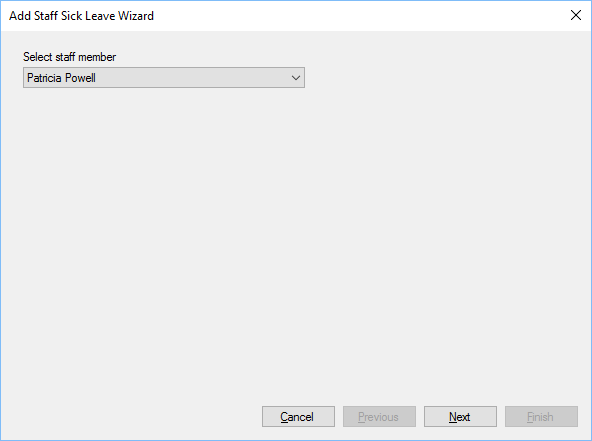 Add Staff Sick Leave Wizard
Select staff member
Patricia Powell
Cancel Previous Next Finish